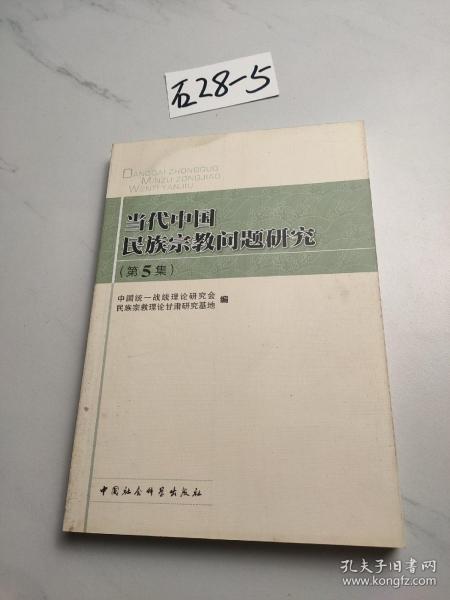 石28-5
DANGDAI ZHONGGUO
MINZU ZONGJIAO
WENTI YANJIU
当代中国
民族宗教问题研究
(第5集)
中国统一战线理论研究会
民族宗教理论甘肃研究基地
编
中国社会科学出版社
孔夫子旧书网
www.kongfz.com